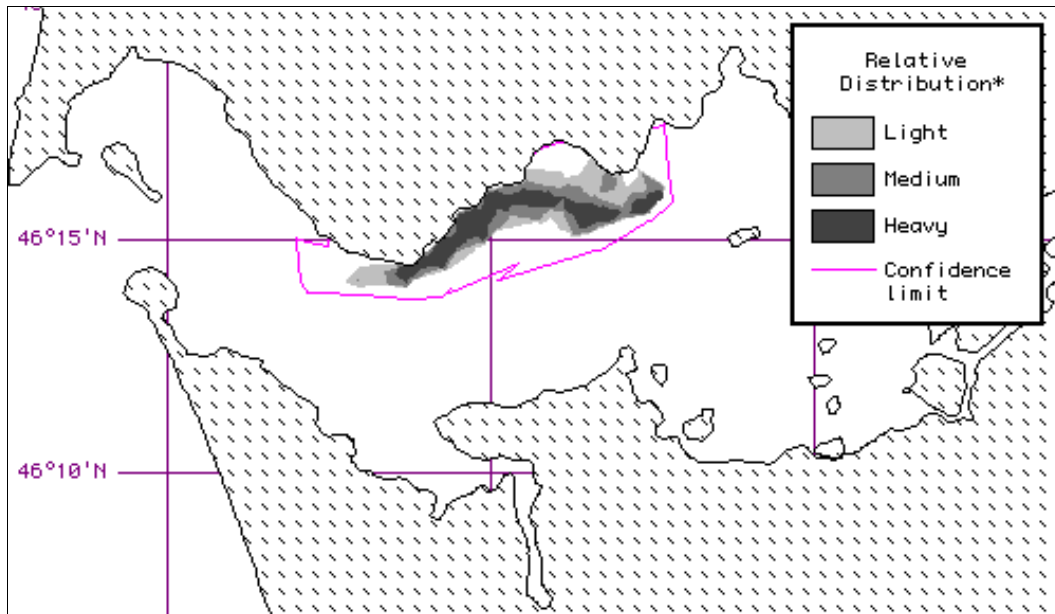 Relative
Distribution*
Light
Medium
Heavy
Confidence
limit
46°15'N
46°10'N